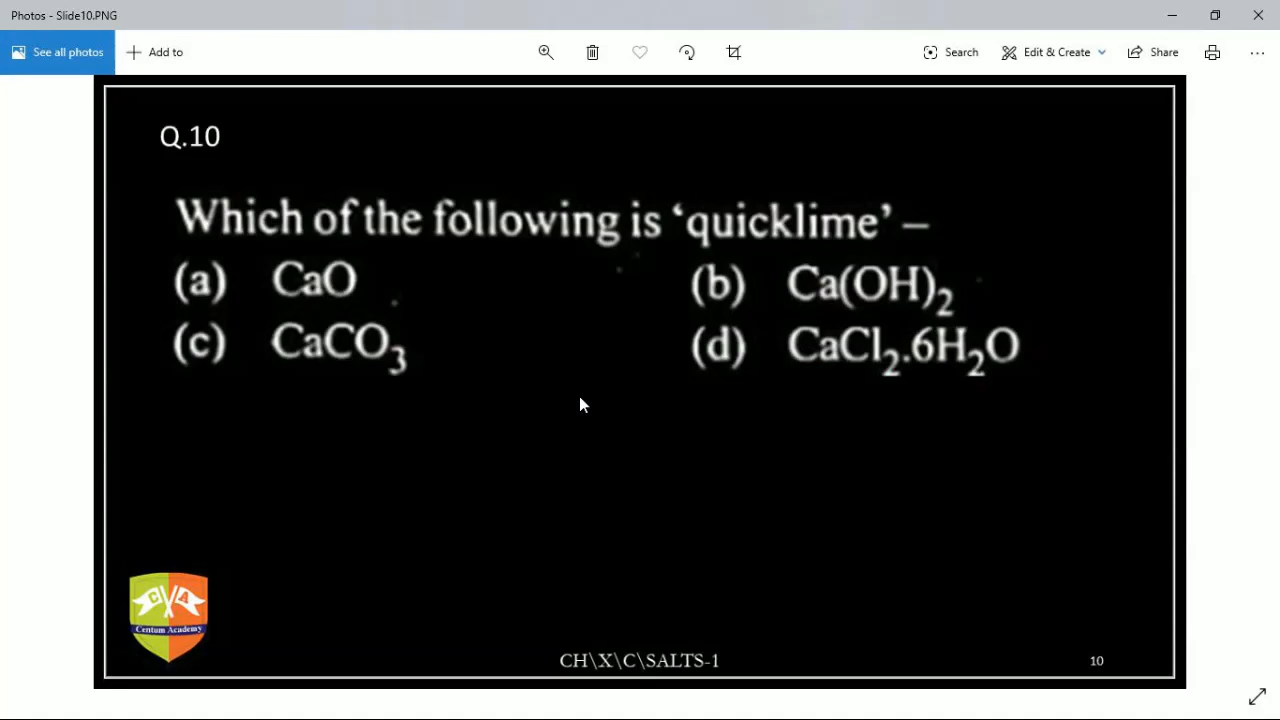 Photos - Slide10.PNG
See all photos
Add to
Search
Edit & Create
Share
Q.10
Which of the following is ‘quicklime’ –
(a) CaO (b) Ca(OH)₂
(c) CaCO₃ (d) CaCl₂.6H₂O
C A
Centum Academy
CH\X\C\SALTS-1
10